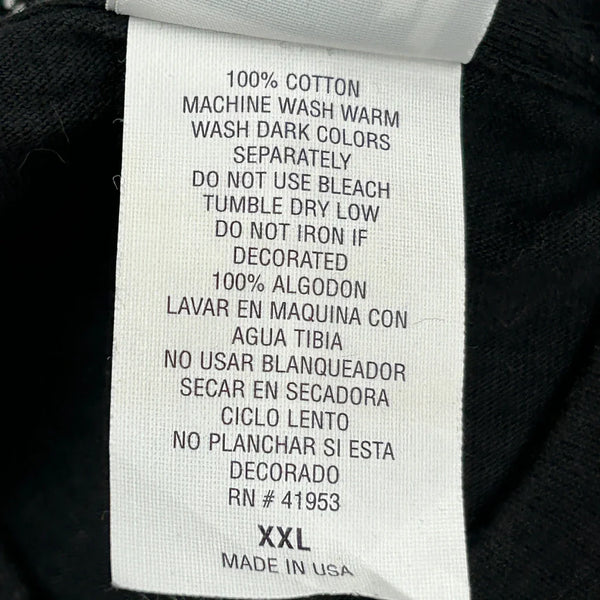 100% COTTON
MACHINE WASH WARM
WASH DARK COLORS
SEPARATELY
DO NOT USE BLEACH
TUMBLE DRY LOW
DO NOT IRON IF
DECORATED
100% ALGODON
LAVAR EN MAQUINA CON
AGUA TIBIA
NO USAR BLANQUEADOR
SECAR EN SECADORA
CICLO LENTO
NO PLANCHAR SI ESTA
DECORADO
RN # 41953
XXL
MADE IN USA